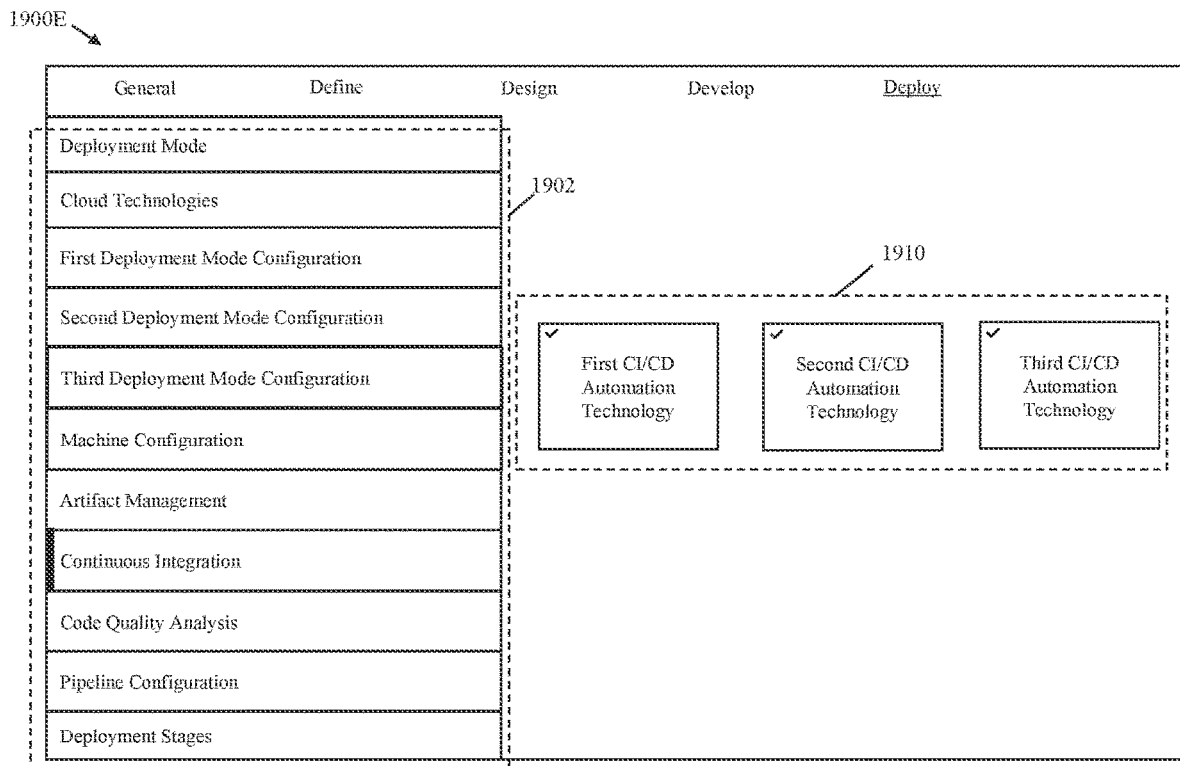 1900E
General Define Design Develop Deploy
Deployment Mode
Cloud Technologies
1902
First Deployment Mode Configuration
1910
Second Deployment Mode Configuration
Third Deployment Mode Configuration
Machine Configuration
Artifact Management
Continuous Integration
Code Quality Analysis
Pipeline Configuration
Deployment Stages
First CI/CD
Automation
Technology
Second CI/CD
Automation
Technology
Third CI/CD
Automation
Technology